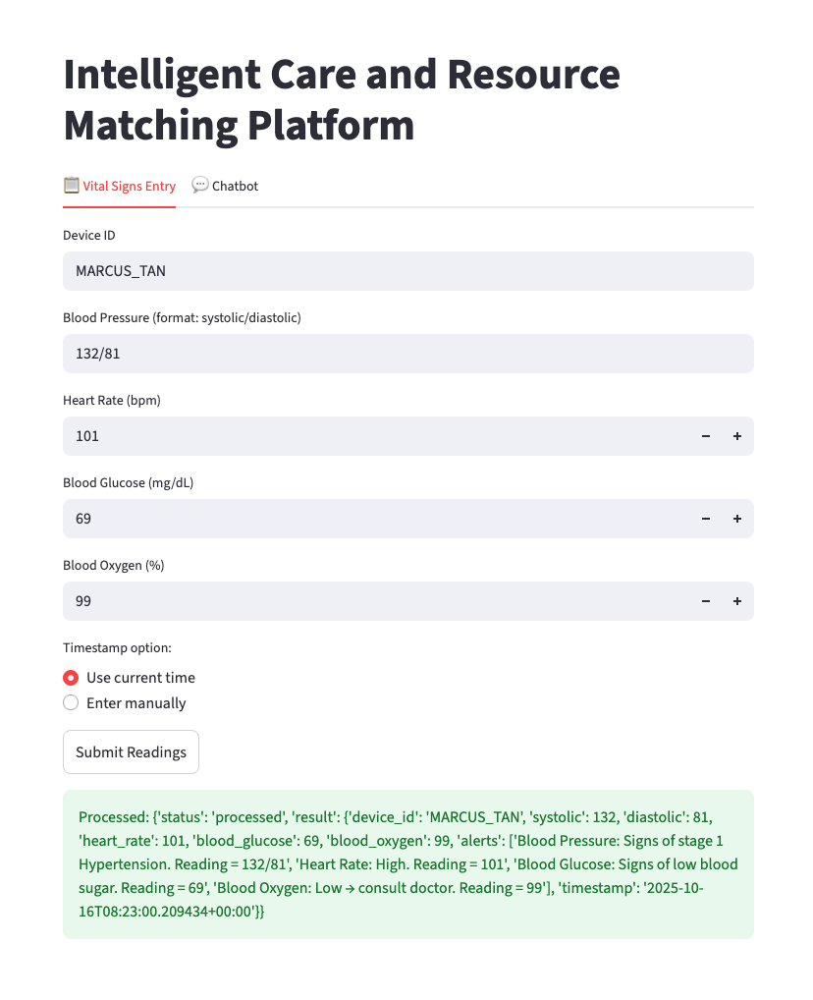 Intelligent Care and Resource
Matching Platform
📋 Vital Signs Entry
💬 Chatbot
Device ID
MARCUS_TAN
Blood Pressure (format: systolic/diastolic)
132/81
Heart Rate (bpm)
101
Blood Glucose (mg/dL)
69
Blood Oxygen (%)
99
Timestamp option:
Use current time
Enter manually
Submit Readings
Processed: {'status': 'processed', 'result': {'device_id': 'MARCUS_TAN', 'systolic': 132, 'diastolic': 81,
'heart_rate': 101, 'blood_glucose': 69, 'blood_oxygen': 99, 'alerts': ['Blood Pressure: Signs of stage 1
Hypertension. Reading = 132/81', 'Heart Rate: High. Reading = 101', 'Blood Glucose: Signs of low blood
sugar. Reading = 69', 'Blood Oxygen: Low → consult doctor. Reading = 99'], 'timestamp': '2025-10-
16T08:23:00.209434+00:00'}}